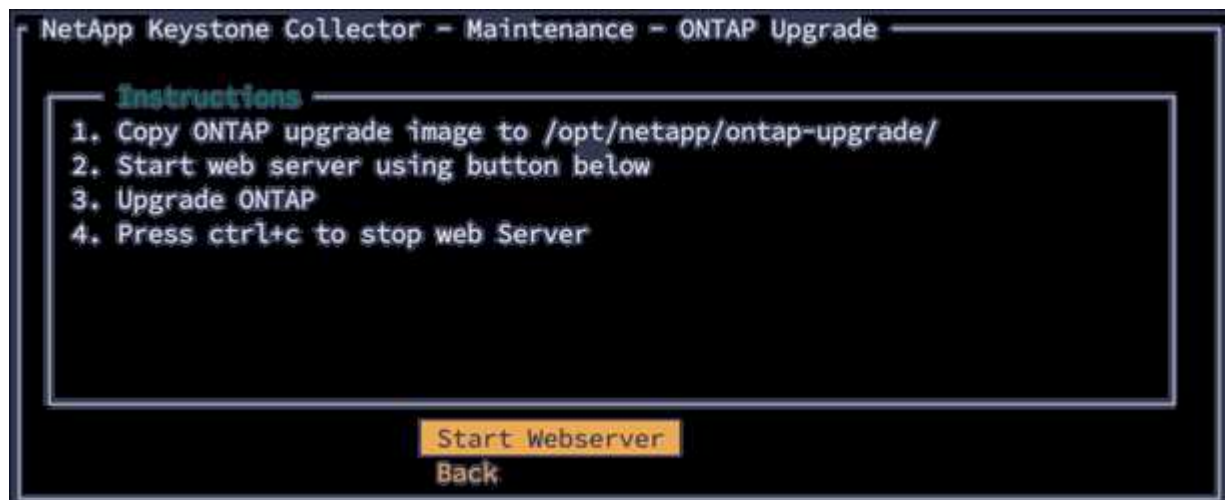 NetApp Keystone Collector – Maintenance – ONTAP Upgrade
Instructions
1. Copy ONTAP upgrade image to /opt/netapp/ontap-upgrade/
2. Start web server using button below
3. Upgrade ONTAP
4. Press ctrl+c to stop web Server
Start Webserver
Back